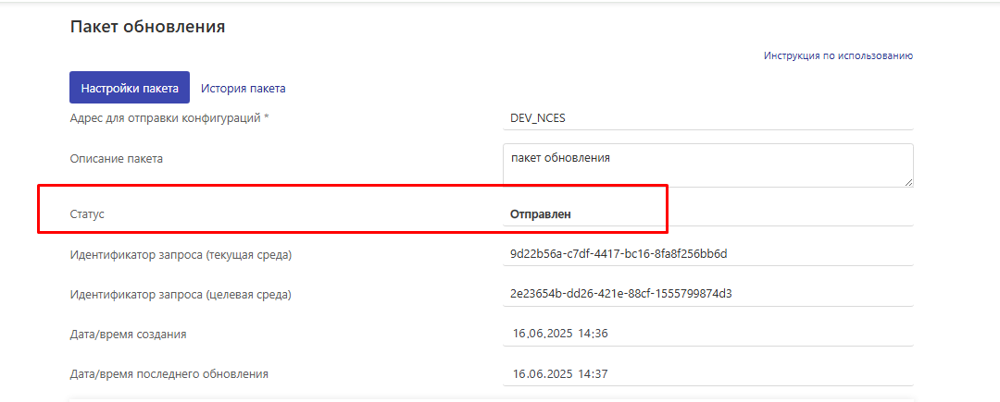 Пакет обновления
Инструкция по использованию
Настройки пакета История пакета
Адрес для отправки конфигураций * DEV_NCES
Описание пакета пакет обновления
Статус Отправлен
Идентификатор запроса (текущая среда) 9d22b56a-c7df-4417-bc16-8fa8f256bb6d
Идентификатор запроса (целевая среда) 2e23654b-dd26-421e-88cf-1555799874d3
Дата/время создания 16.06.2025 14:36
Дата/время последнего обновления 16.06.2025 14:37